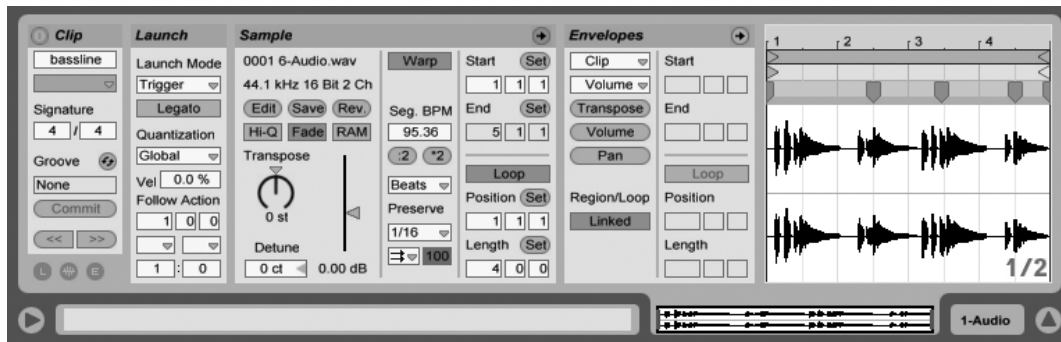 Clip
bassline
Signature
4 / 4
Groove
None
Commit
<< >>
L E
Launch
Launch Mode
Trigger
Legato
Quantization
Global
Vel 0.0 %
Follow Action
1 0 0
1 : 0
Sample
0001 6-Audio.wav
44.1 kHz 16 Bit 2 Ch
Edit Save Rev.
Hi-Q Fade RAM
Transpose
0 st
Detune
0 ct 0.00 dB
Warp
Seg. BPM
95.36
:2 *2
Beats
Preserve
1/16
100
Start Set
1 1 1
End Set
5 1 1
Loop
Position Set
1 1 1
Length Set
4 0 0
Envelopes
Clip
Volume
Transpose
Volume
Pan
Region/Loop
Linked
Start
End
Loop
Position
Length
1 2 3 4
1/2
1-Audio